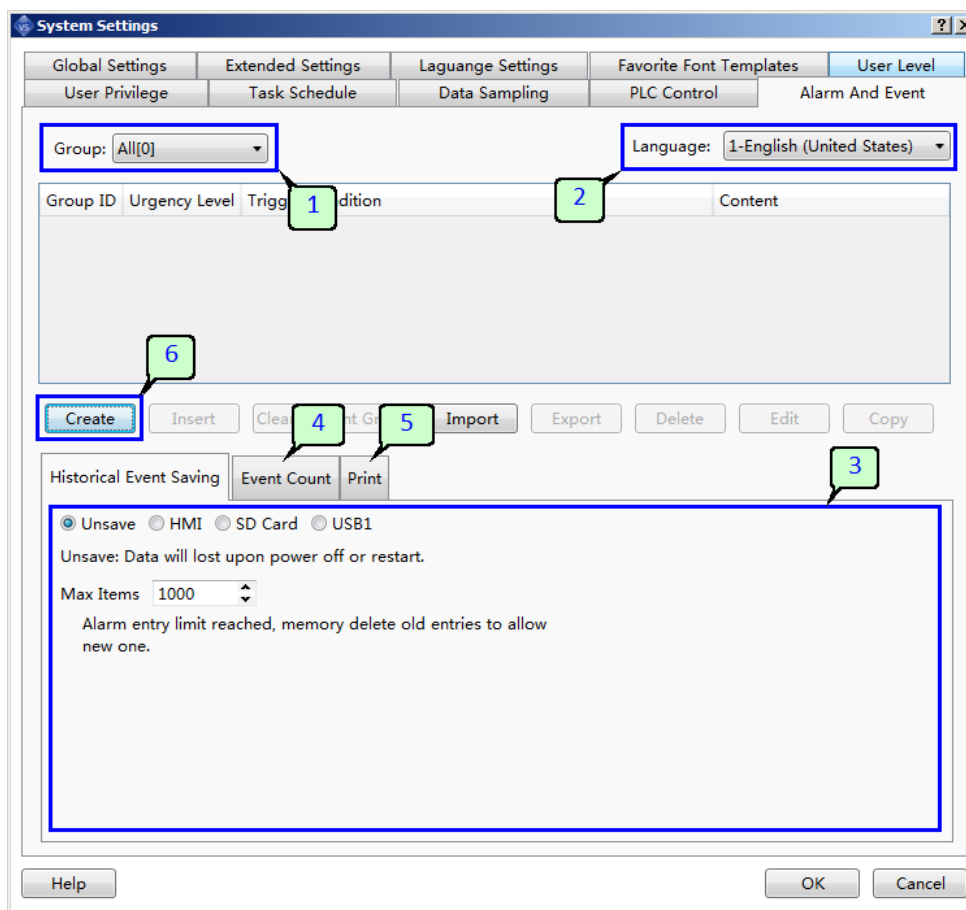 System Settings
Global Settings Extended Settings Laguange Settings Favorite Font Templates User Level
User Privilege Task Schedule Data Sampling PLC Control Alarm And Event
Group: All[0] Language: 1-English (United States)
1 2
Group ID Urgency Level Trigg dition Content
6
Create Insert Clea nt Gr Import Export Delete Edit Copy
4 5
Historical Event Saving Event Count Print
3
Unsave HMI SD Card USB1
Unsave: Data will lost upon power off or restart.
Max Items 1000
Alarm entry limit reached, memory delete old entries to allow
new one.
Help OK Cancel